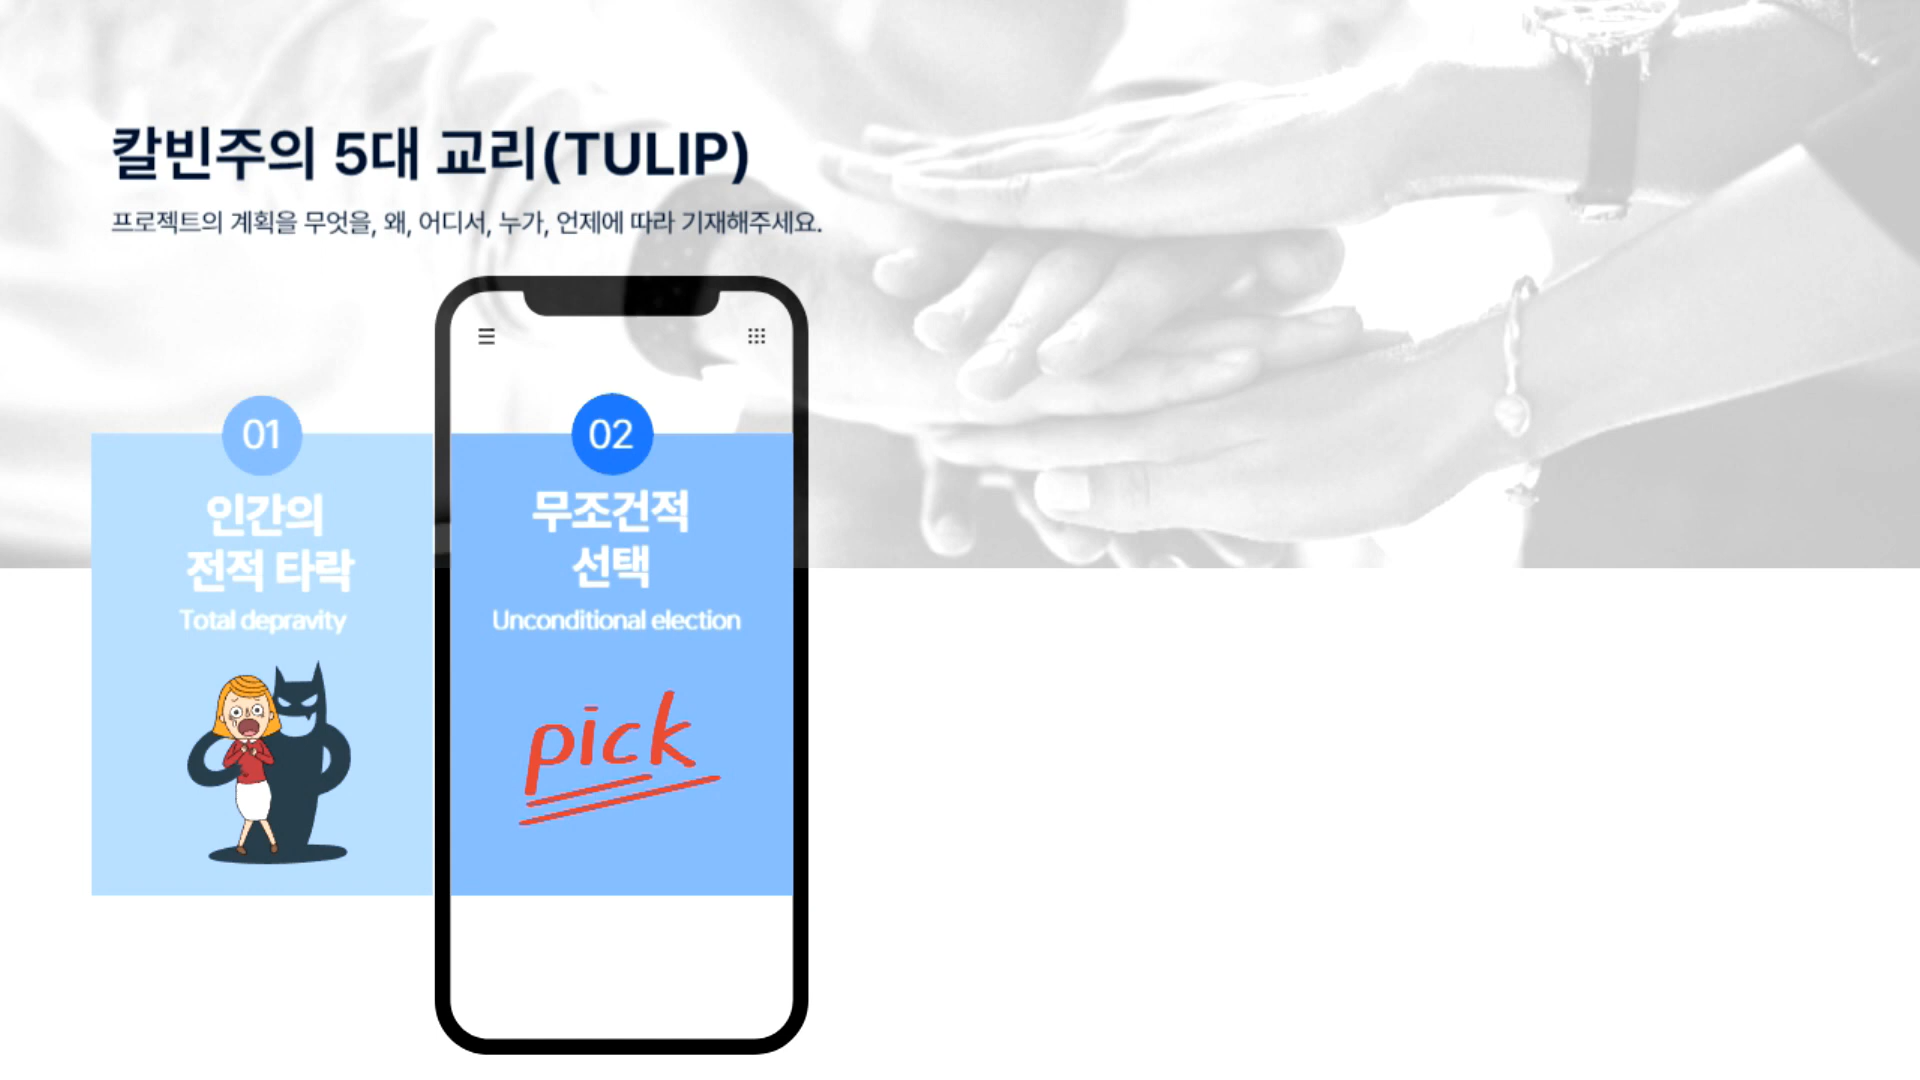 칼빈주의 5대 교리(TULIP)
프로젝트의 계획을 무엇을, 왜, 어디서, 누가, 언제에 따라 기재해주세요.
01
인간의
전적 타락
Total depravity
02
무조건적
선택
Unconditional election
pick